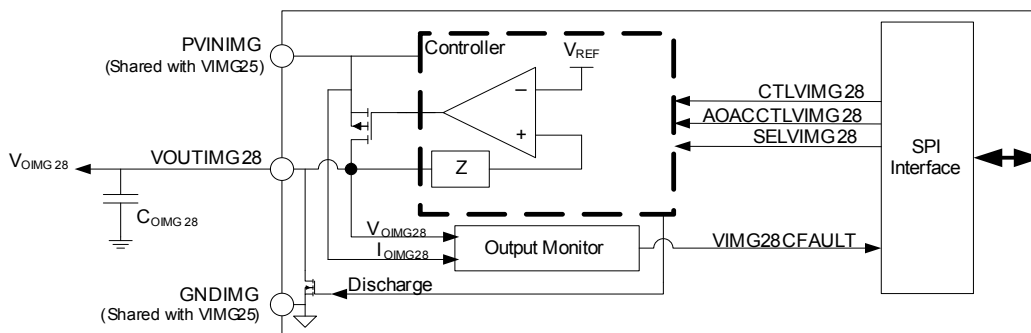 PVINIMG
(Shared with VIMG25)
Controller
VREF
−
+
Z
CTLVIMG28
AOACCTLVIMG28
SELVIMG28
SPI
Interface
VOIMG28
VOUTIMG28
COIMG28
VOIMG28
IOIMG28
Output Monitor
VIMG28CFAULT
Discharge
GNDIMG
(Shared with VIMG25)